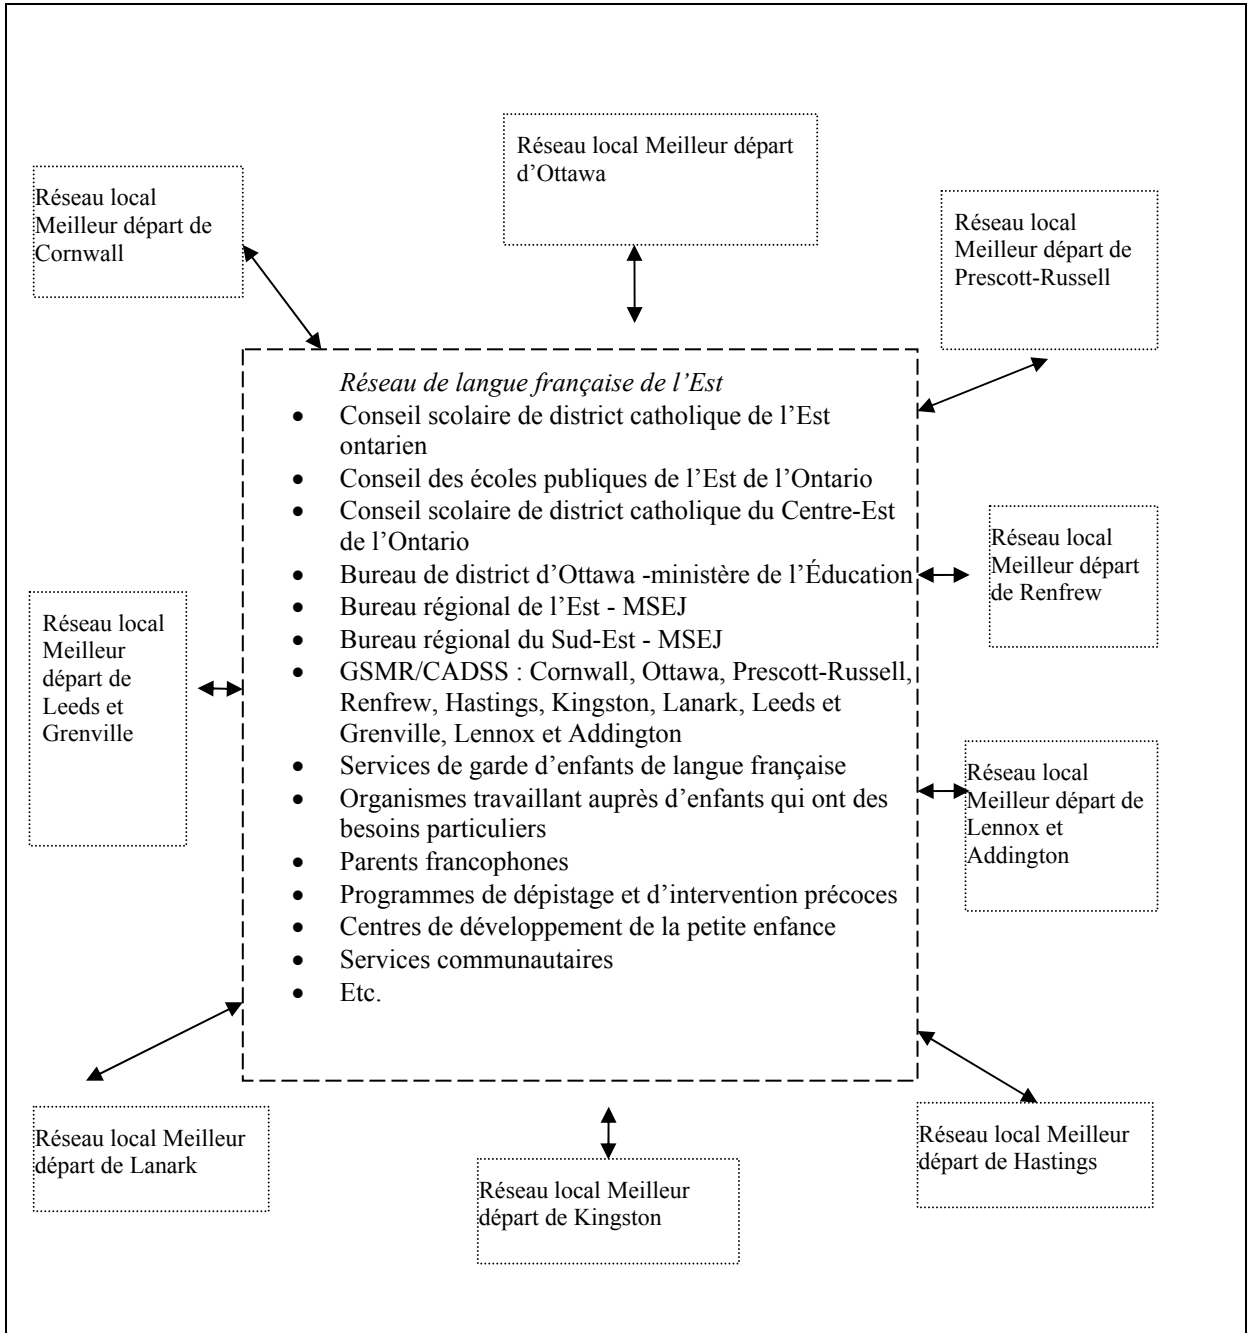 Réseau local Meilleur départ
d’Ottawa
Réseau local
Meilleur départ de
Cornwall
Réseau local
Meilleur départ de
Prescott-Russell
Réseau de langue française de l’Est
• Conseil scolaire de district catholique de l’Est
ontarien
• Conseil des écoles publiques de l’Est de l’Ontario
• Conseil scolaire de district catholique du Centre-Est
de l’Ontario
• Bureau de district d’Ottawa -ministère de l’Éducation
• Bureau régional de l’Est - MSEJ
• Bureau régional du Sud-Est - MSEJ
• GSMR/CADSS : Cornwall, Ottawa, Prescott-Russell,
Renfrew, Hastings, Kingston, Lanark, Leeds et
Grenville, Lennox et Addington
• Services de garde d’enfants de langue française
• Organismes travaillant auprès d’enfants qui ont des
besoins particuliers
• Parents francophones
• Programmes de dépistage et d’intervention précoces
• Centres de développement de la petite enfance
• Services communautaires
• Etc.
Réseau local
Meilleur départ
de Renfrew
Réseau local
Meilleur
départ de
Leeds et
Grenville
Réseau local
Meilleur départ de
Lennox et
Addington
Réseau local Meilleur
départ de Lanark
Réseau local Meilleur
départ de Kingston
Réseau local Meilleur
départ de Hastings